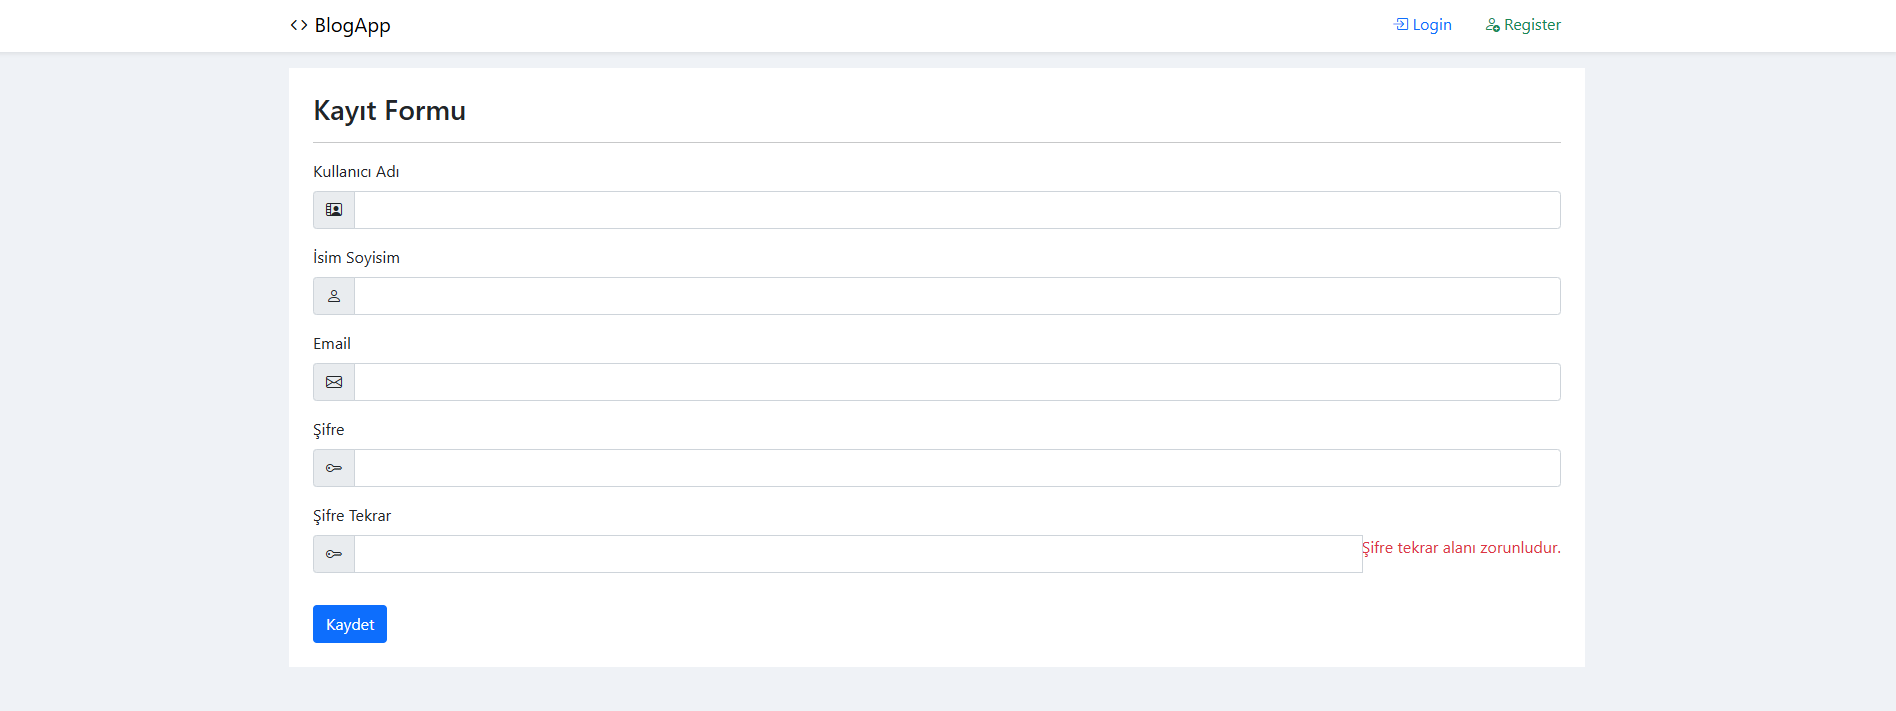 BlogApp
Login
Register
Kayıt Formu
Kullanıcı Adı
İsim Soyisim
Email
Şifre
Şifre Tekrar
Şifre tekrar alanı zorunludur.
Kaydet